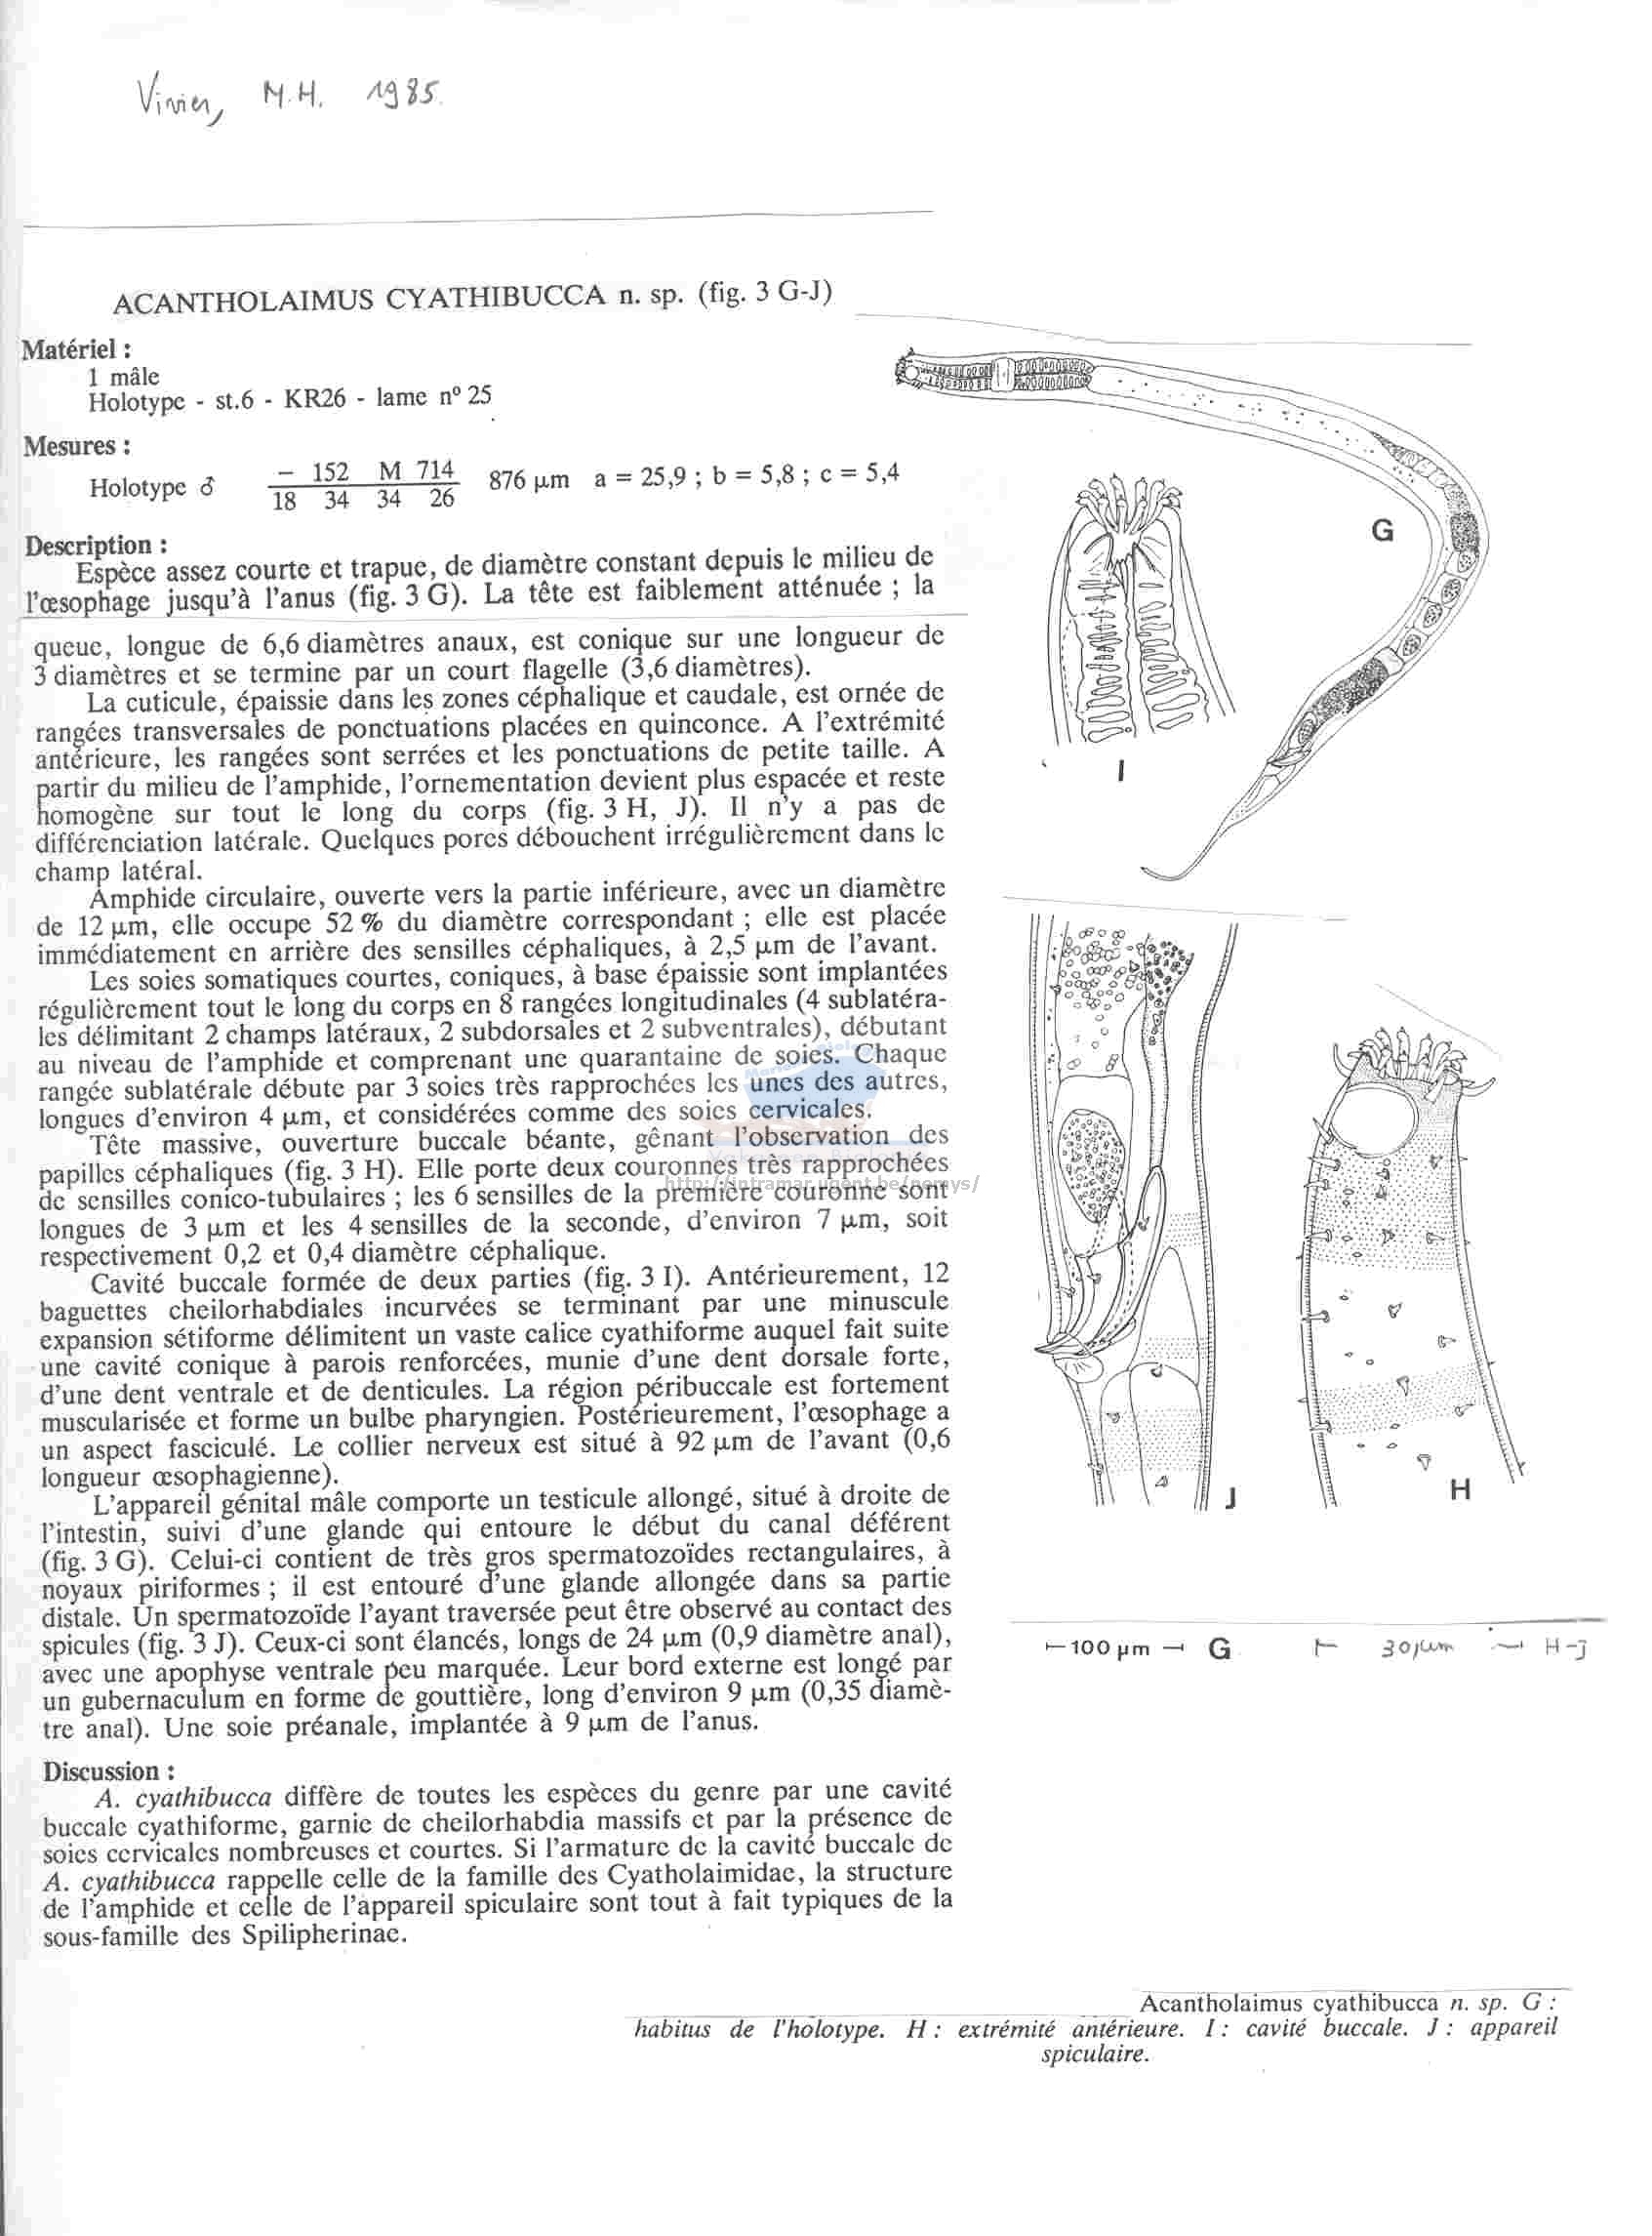 Vivier, M.H. 1985.
ACANTHOLAIMUS CYATHIBUCCA n. sp. (fig. 3 G-J)
Matériel :
1 mâle
Holotype - st.6 - KR26 - lame nº 25
Mesures :
Holotype ♂ – 152 M 714 876 µm a = 25,9 ; b = 5,8 ; c = 5,4
18 34 34 26
Description :
Espèce assez courte et trapue, de diamètre constant depuis le milieu de
l'œsophage jusqu'à l'anus (fig. 3 G). La tête est faiblement atténuée ; la
queue, longue de 6,6 diamètres anaux, est conique sur une longueur de
3 diamètres et se termine par un court flagelle (3,6 diamètres).
La cuticule, épaissie dans les zones céphalique et caudale, est ornée de
rangées transversales de ponctuations placées en quinconce. A l'extrémité
antérieure, les rangées sont serrées et les ponctuations de petite taille. A
partir du milieu de l'amphide, l'ornementation devient plus espacée et reste
homogène sur tout le long du corps (fig. 3 H, J). Il n'y a pas de
différenciation latérale. Quelques pores débouchent irrégulièrement dans le
champ latéral.
Amphide circulaire, ouverte vers la partie inférieure, avec un diamètre
de 12 µm, elle occupe 52 % du diamètre correspondant ; elle est placée
immédiatement en arrière des sensilles céphaliques, à 2,5 µm de l'avant.
Les soies somatiques courtes, coniques, à base épaissie sont implantées
régulièrement tout le long du corps en 8 rangées longitudinales (4 sublatéra-
les délimitant 2 champs latéraux, 2 subdorsales et 2 subventrales), débutant
au niveau de l'amphide et comprenant une quarantaine de soies. Chaque
rangée sublatérale débute par 3 soies très rapprochées les unes des autres,
longues d'environ 4 µm, et considérées comme des soies cervicales.
Tête massive, ouverture buccale béante, gênant l'observation des
papilles céphaliques (fig. 3 H). Elle porte deux couronnes très rapprochées
de sensilles conico-tubulaires ; les 6 sensilles de la première couronne sont
http://intramar.ugent.be/nemys/
longues de 3 µm et les 4 sensilles de la seconde, d'environ 7 µm, soit
respectivement 0,2 et 0,4 diamètre céphalique.
Cavité buccale formée de deux parties (fig. 3 I). Antérieurement, 12
baguettes cheilorhabdiales incurvées se terminant par une minuscule
expansion sétiforme délimitent un vaste calice cyathiforme auquel fait suite
une cavité conique à parois renforcées, munie d'une dent dorsale forte,
d'une dent ventrale et de denticules. La région péribuccale est fortement
muscularisée et forme un bulbe pharyngien. Postérieurement, l'œsophage a
un aspect fasciculé. Le collier nerveux est situé à 92 µm de l'avant (0,6
longueur œsophagienne).
L'appareil génital mâle comporte un testicule allongé, situé à droite de
l'intestin, suivi d'une glande qui entoure le début du canal déférent
(fig. 3 G). Celui-ci contient de très gros spermatozoïdes rectangulaires, à
noyaux piriformes ; il est entouré d'une glande allongée dans sa partie
distale. Un spermatozoïde l'ayant traversée peut être observé au contact des
spicules (fig. 3 J). Ceux-ci sont élancés, longs de 24 µm (0,9 diamètre anal),
avec une apophyse ventrale peu marquée. Leur bord externe est longé par
un gubernaculum en forme de gouttière, long d'environ 9 µm (0,35 diamè-
tre anal). Une soie préanale, implantée à 9 µm de l'anus.
Discussion :
A. cyathibucca diffère de toutes les espèces du genre par une cavité
buccale cyathiforme, garnie de cheilorhabdia massifs et par la présence de
soies cervicales nombreuses et courtes. Si l'armature de la cavité buccale de
A. cyathibucca rappelle celle de la famille des Cyatholaimidae, la structure
de l'amphide et celle de l'appareil spiculaire sont tout à fait typiques de la
sous-famille des Spilipherinae.
G
I
J
H
100 µm G 30µm H-J
Acantholaimus cyathibucca n. sp. G :
habitus de l'holotype. H : extrémité antérieure. I : cavité buccale. J : appareil
spiculaire.